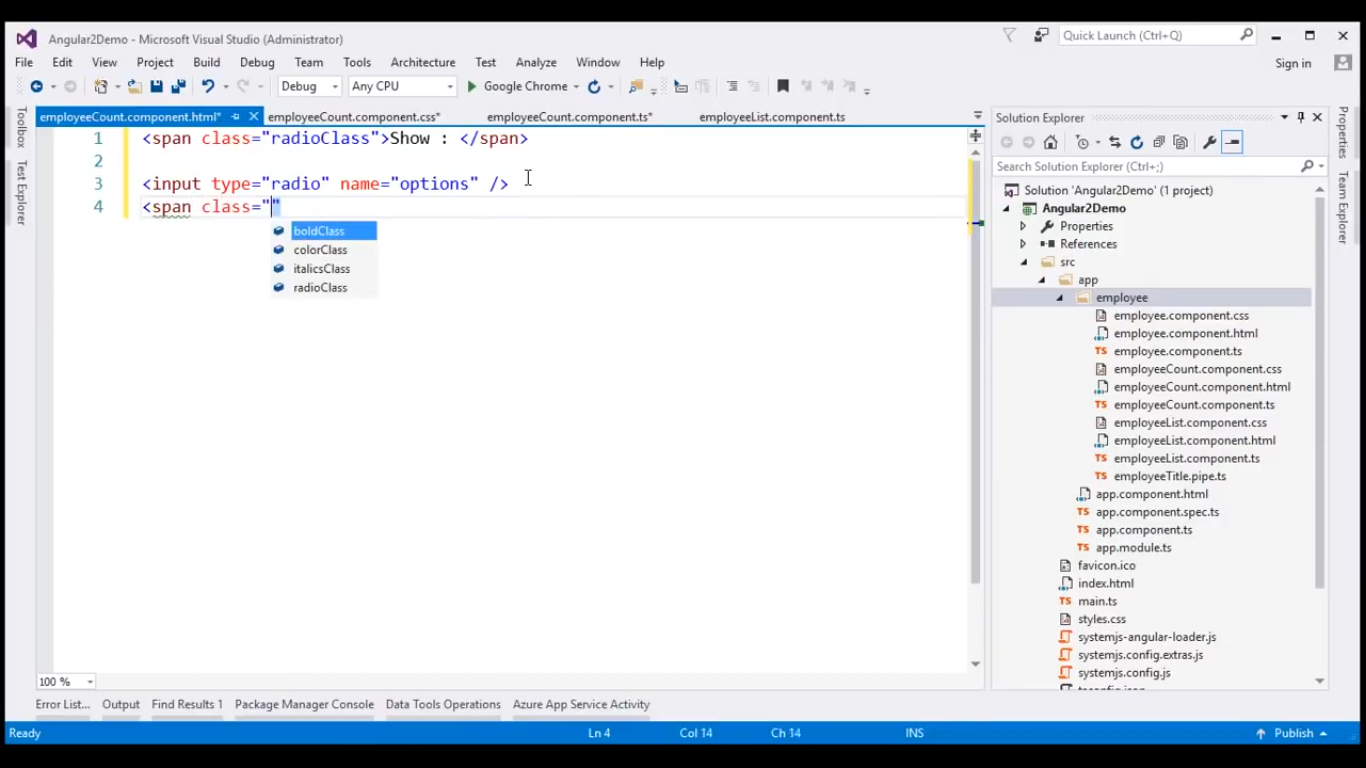 Angular2Demo - Microsoft Visual Studio (Administrator)
Quick Launch (Ctrl+Q)
File Edit View Project Build Debug Team Tools Architecture Test Analyze Window Help
Sign in
Debug Any CPU Google Chrome
Toolbox
Test Explorer
employeeCount.component.html* employeeCount.component.css* employeeCount.component.ts* employeeList.component.ts
1 <span class="radioClass">Show : </span>
2
3 <input type="radio" name="options" />
4 <span class=""
boldClass
colorClass
italicsClass
radioClass
100 %
Solution Explorer
Search Solution Explorer (Ctrl+;)
Solution 'Angular2Demo' (1 project)
Angular2Demo
Properties
References
src
app
employee
employee.component.css
employee.component.html
employee.component.ts
employeeCount.component.css
employeeCount.component.html
employeeCount.component.ts
employeeList.component.css
employeeList.component.html
employeeList.component.ts
employeeTitle.pipe.ts
app.component.html
app.component.spec.ts
app.component.ts
app.module.ts
favicon.ico
index.html
main.ts
styles.css
systemjs-angular-loader.js
systemjs.config.extras.js
systemjs.config.js
Properties
Team Explorer
Error List... Output Find Results 1 Package Manager Console Data Tools Operations Azure App Service Activity
Ready Ln 4 Col 14 Ch 14 INS Publish